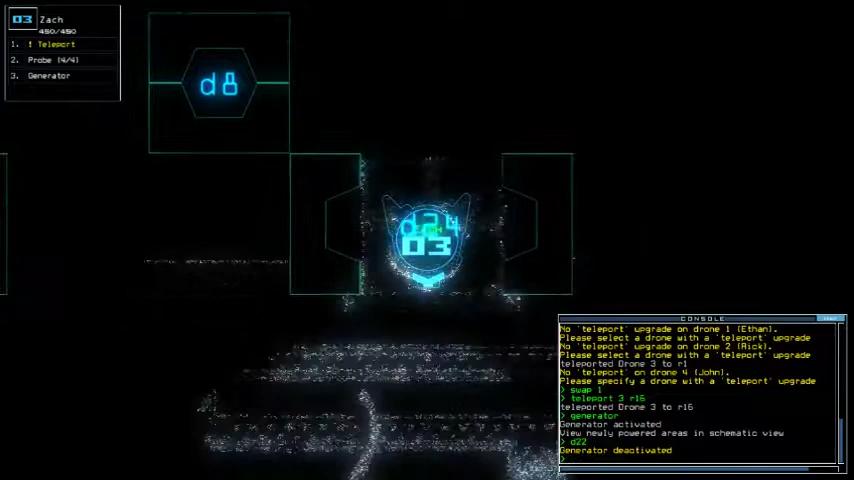 03 Zach
450/450
1. ! Teleport
2. Probe (4/4)
3. Generator
d8
d24
03
CONSOLE
No 'teleport' upgrade on drone 1 (Ethan).
Please select a drone with a 'teleport' upgrade
No 'teleport' upgrade on drone 2 (Rick).
Please select a drone with a 'teleport' upgrade
teleported Drone 3 to r1
No 'teleport' on drone 4 (John).
Please specify a drone with a 'teleport' upgrade
> swap 1
> teleport 3 r16
teleported Drone 3 to r16
> generator
Generator activated
View newly powered areas in schematic view
> d22
Generator deactivated
>